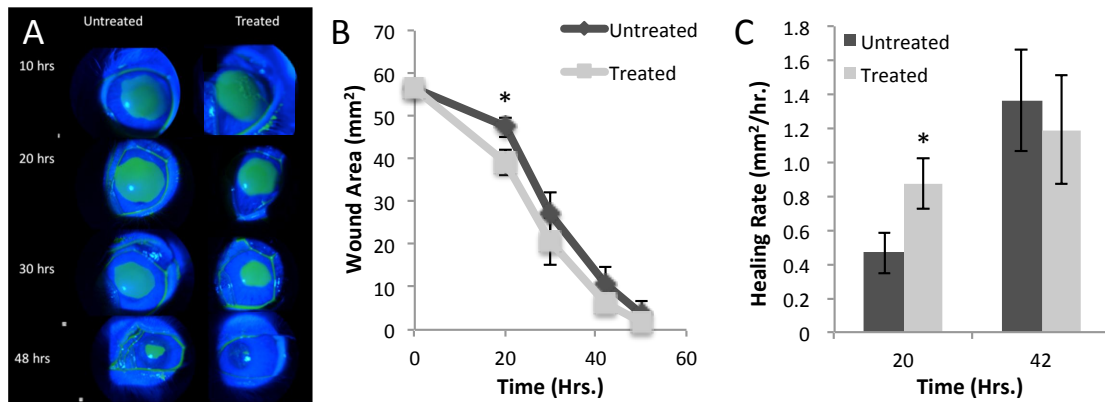 A
Untreated
Treated
10 hrs
20 hrs
30 hrs
48 hrs
B
Untreated
Treated
*
70
60
50
40
30
20
10
0
Wound Area (mm²)
0
20
40
60
Time (Hrs.)
C
Untreated
Treated
*
1.8
1.6
1.4
1.2
1.0
0.8
0.6
0.4
0.2
0
Healing Rate (mm²/hr.)
20
42
Time (Hrs.)